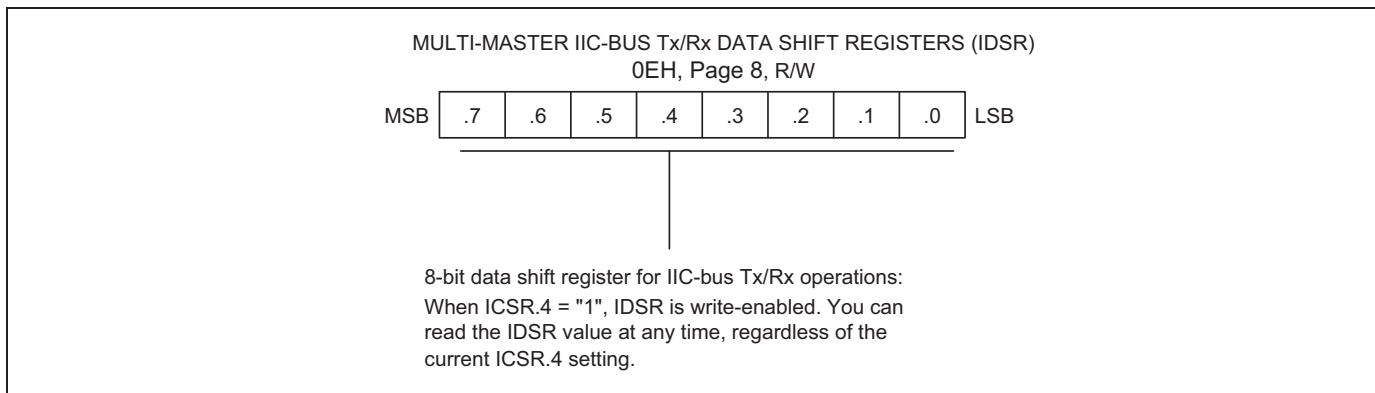 MULTI-MASTER IIC-BUS Tx/Rx DATA SHIFT REGISTERS (IDSR)
0EH, Page 8, R/W
MSB .7 .6 .5 .4 .3 .2 .1 .0 LSB
8-bit data shift register for IIC-bus Tx/Rx operations:
When ICSR.4 = "1", IDSR is write-enabled. You can
read the IDSR value at any time, regardless of the
current ICSR.4 setting.